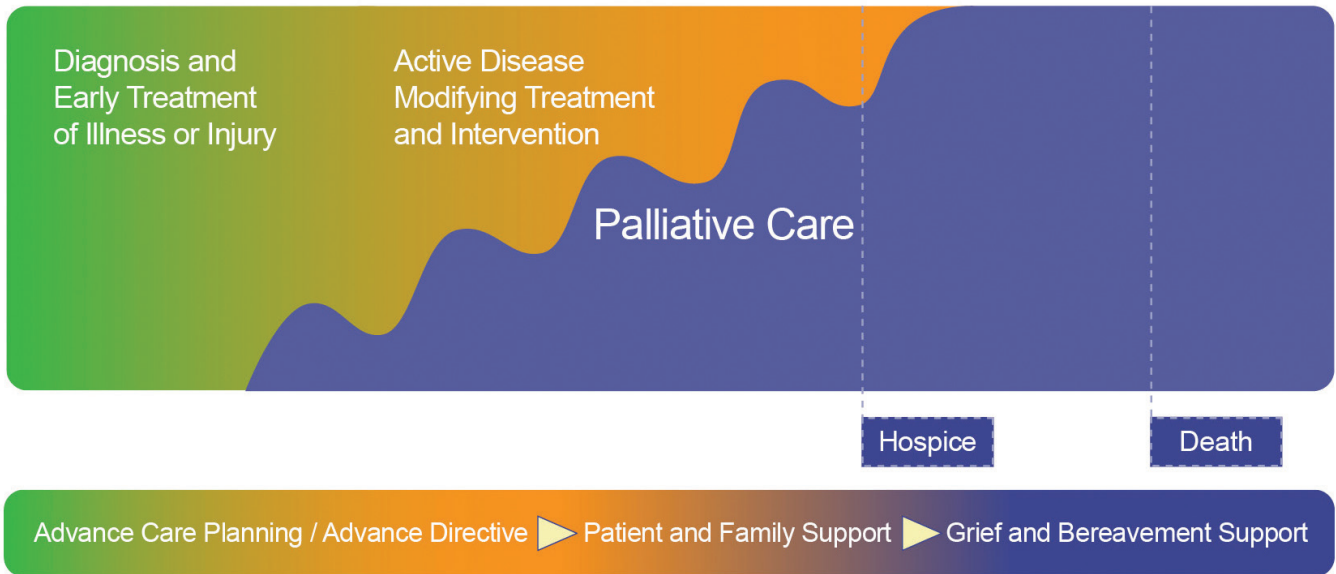 Diagnosis and
Early Treatment
of Illness or Injury
Active Disease
Modifying Treatment
and Intervention
Palliative Care
Hospice
Death
Advance Care Planning / Advance Directive
Patient and Family Support
Grief and Bereavement Support